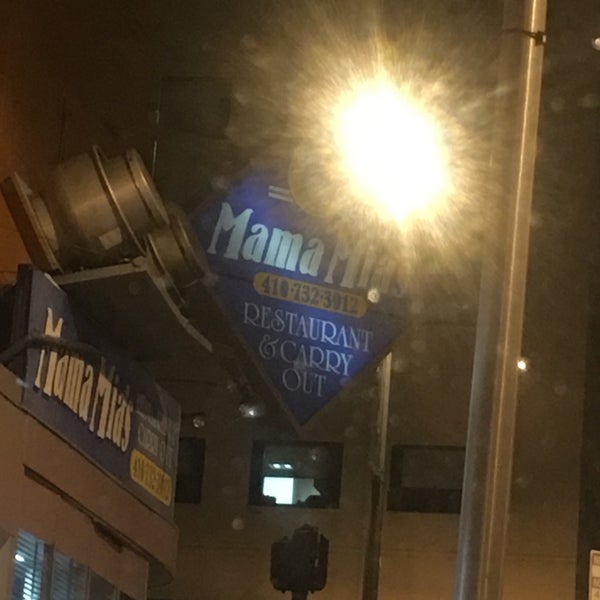 Mama Mia's
410·732·3012
RESTAURANT
& CARRY
OUT
Mama Mia's